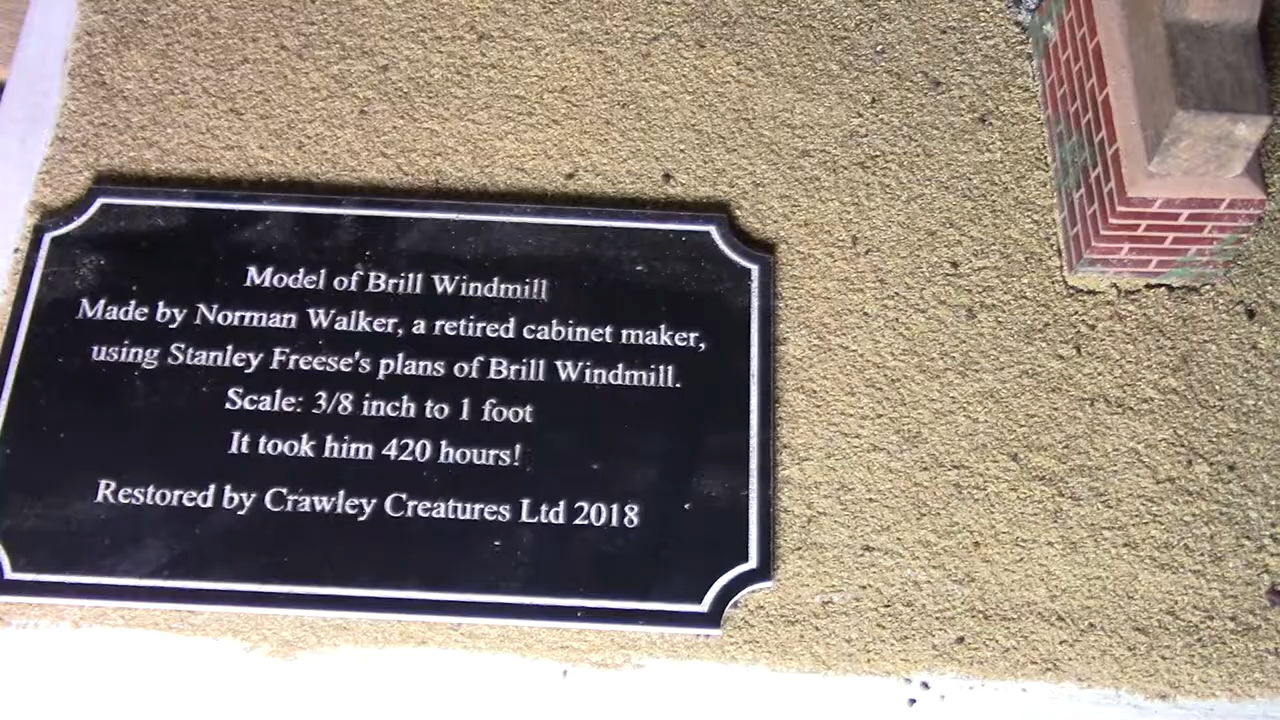 Model of Brill Windmill
Made by Norman Walker, a retired cabinet maker,
using Stanley Freese's plans of Brill Windmill.
Scale: 3/8 inch to 1 foot
It took him 420 hours!
Restored by Crawley Creatures Ltd 2018